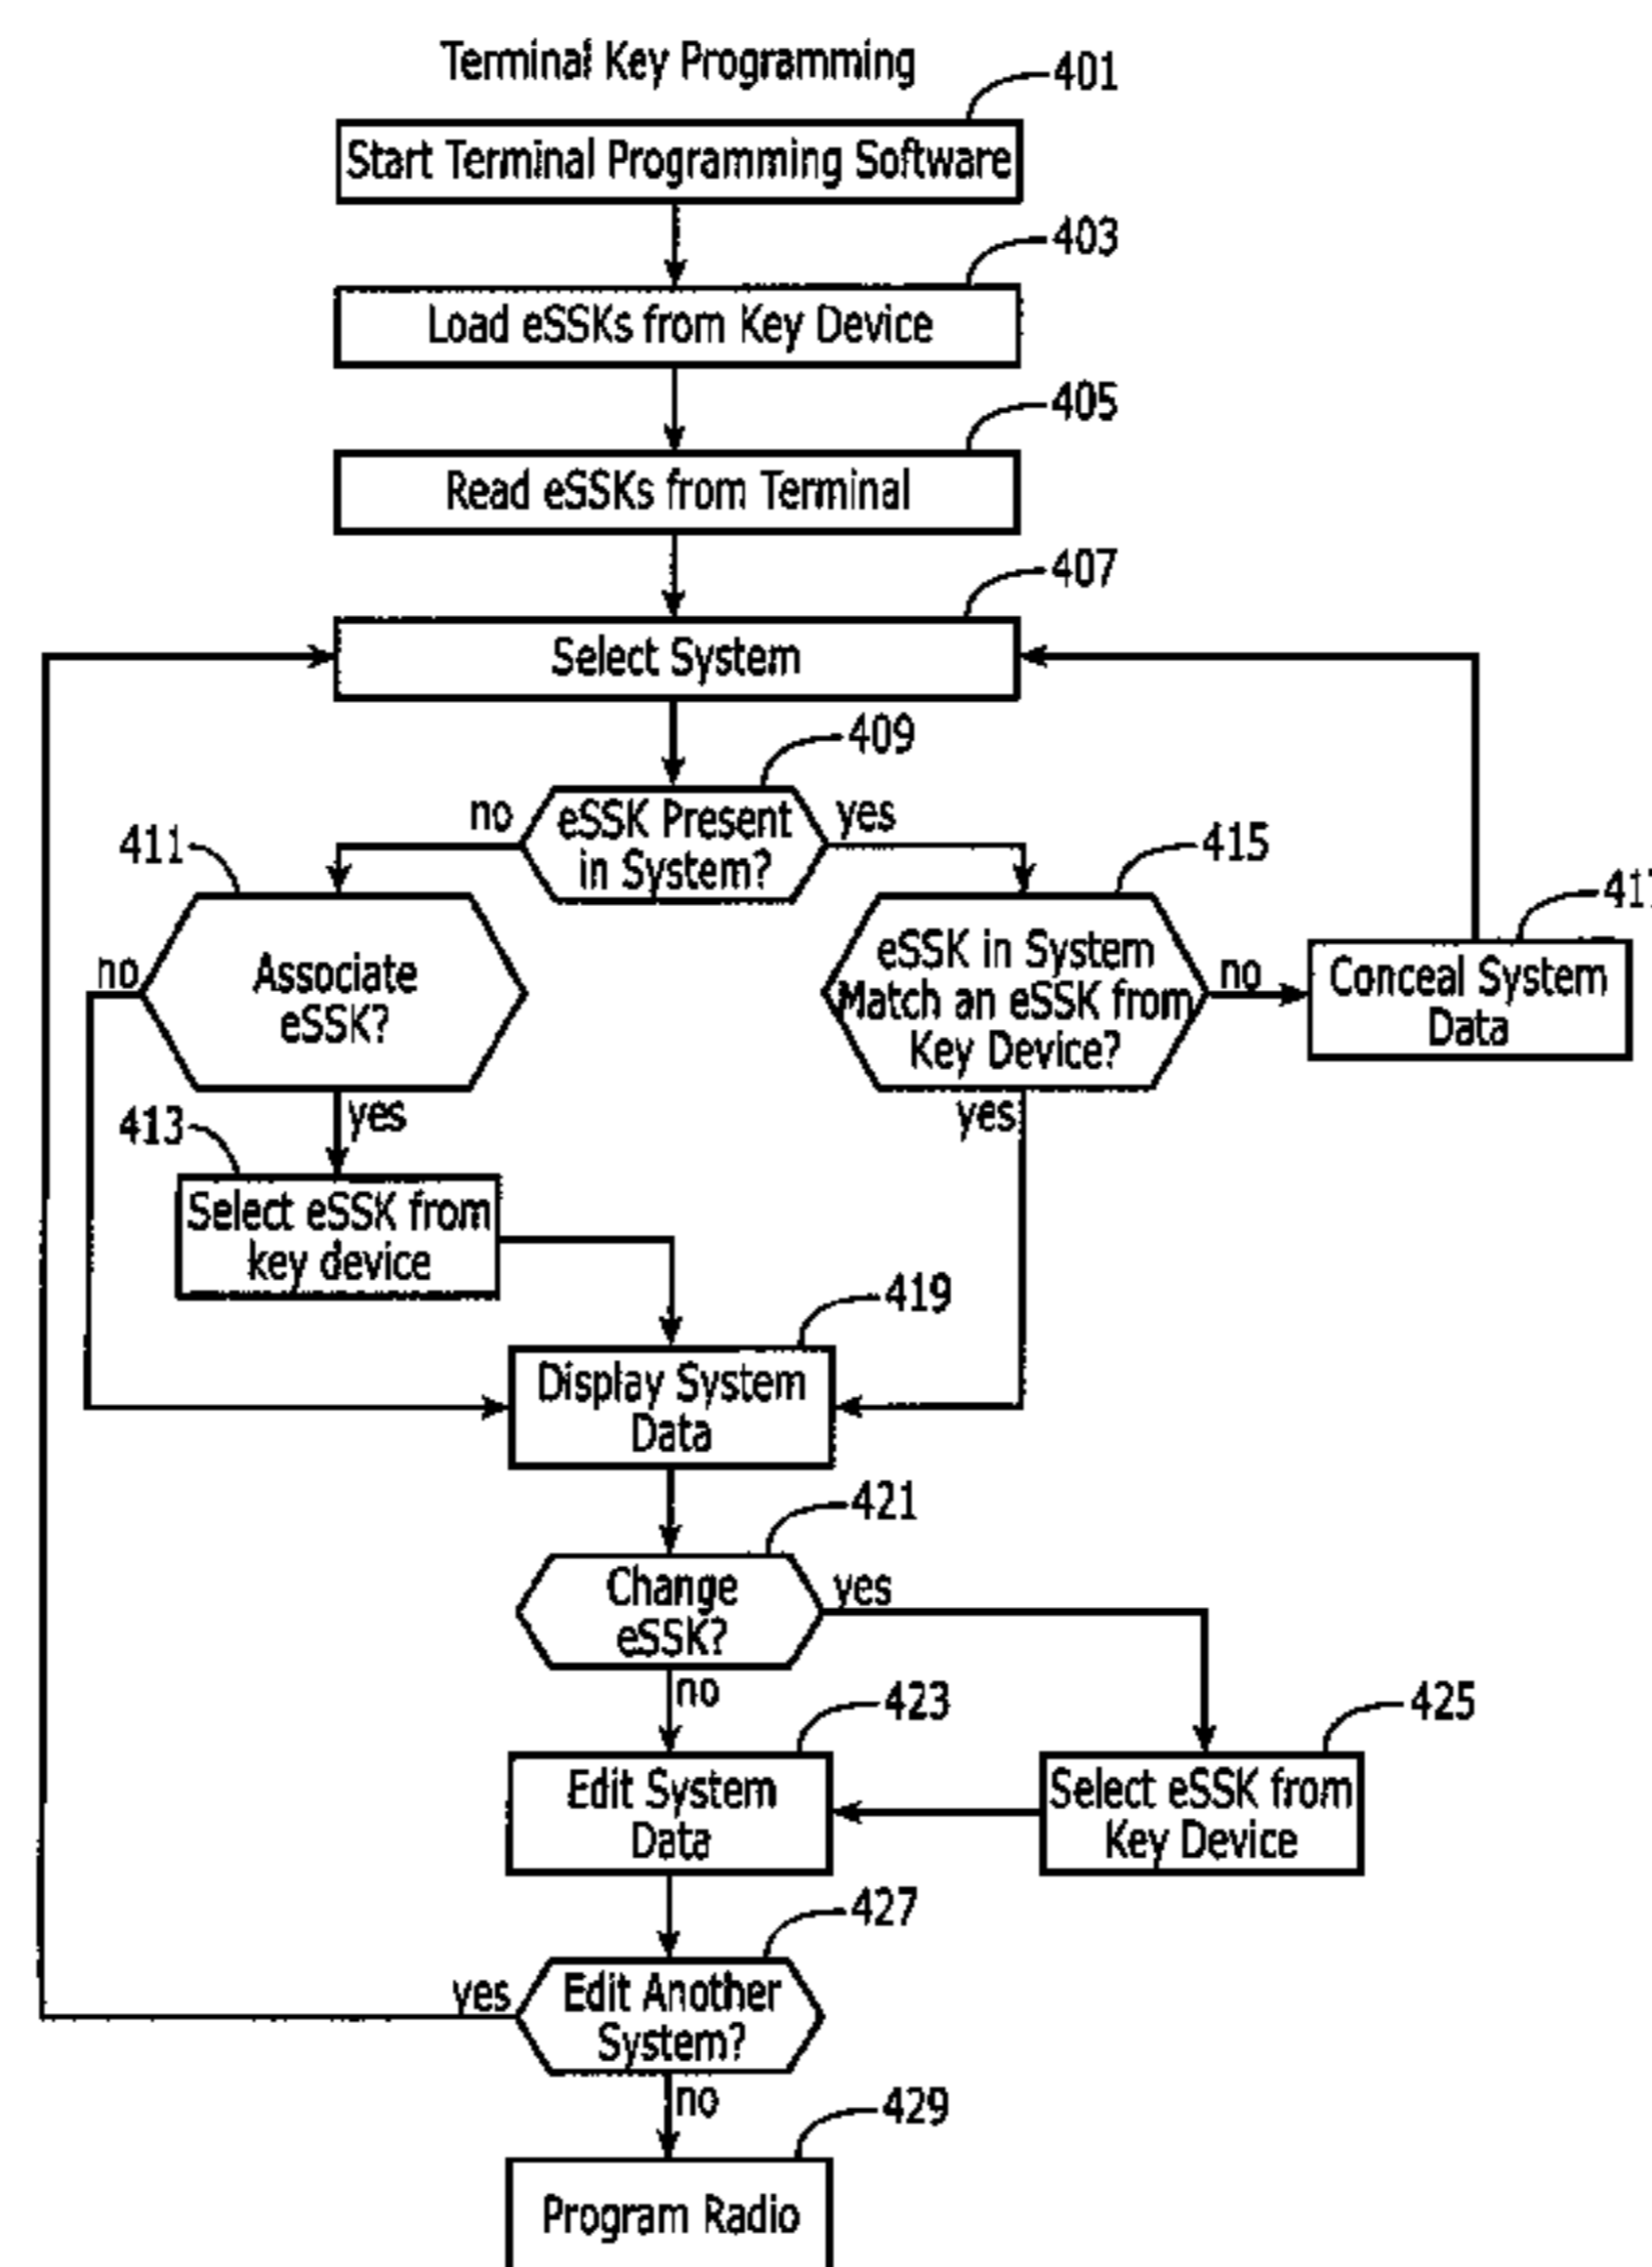 Terminal Key Programming
401
Start Terminal Programming Software
403
Load eSSKs from Key Device
405
Read eSSKs from Terminal
407
Select System
409
no
eSSK Present
in System?
yes
411
415
no
Associate
eSSK?
eSSK in System
Match an eSSK from
Key Device?
no
Conceal System
Data
yes
yes
413
Select eSSK from
key device
419
Display System
Data
421
Change
eSSK?
yes
no
423
425
Edit System
Data
Select eSSK from
Key Device
427
yes
Edit Another
System?
no
429
Program Radio